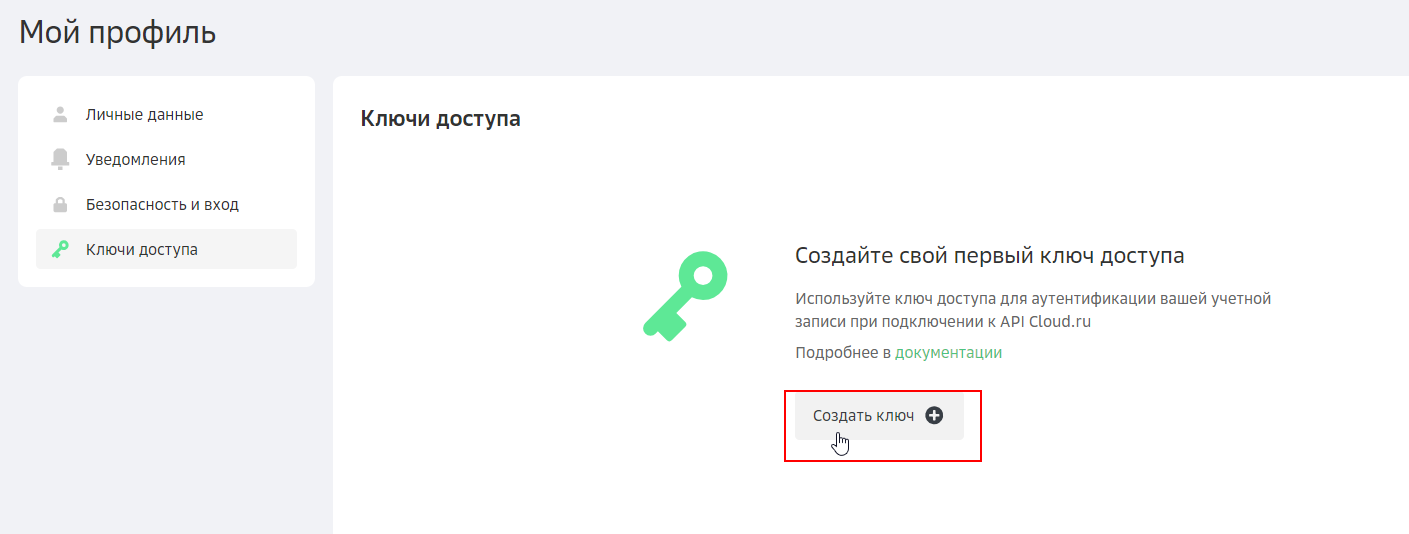 Мой профиль
Личные данные
Уведомления
Безопасность и вход
Ключи доступа
Ключи доступа
Создайте свой первый ключ доступа
Используйте ключ доступа для аутентификации вашей учетной
записи при подключении к API Cloud.ru
Подробнее в документации
Создать ключ